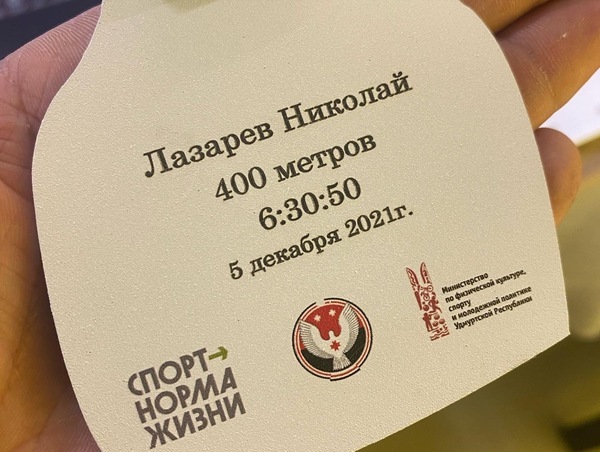 Лазарев Николай
400 метров
6:30:50
5 декабря 2021г.
Министерство
по физической культуре,
спорту
и молодежной политике
Удмуртской Республики
СПОРТ
НОРМА
ЖИЗНИ